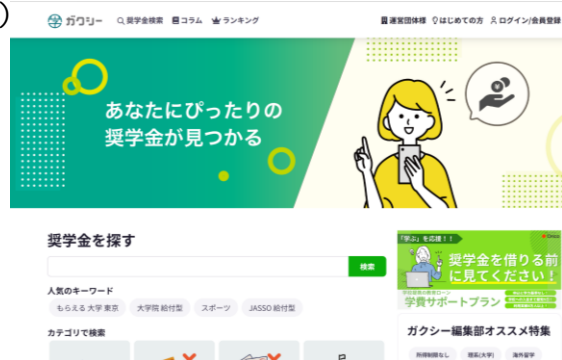 ガクシー 奨学金検索 コラム ランキング 運営団体様 はじめての方 ログイン/会員登録
あなたにぴったりの
奨学金が見つかる
奨学金を探す
検索
人気のキーワード
もらえる 大学 東京 大学院 給付型 スポーツ JASSO 給付型
カテゴリで検索
「学ぶ」を応援!!
奨学金を借りる前
に見てください!
学費サポートプラン
ガクシー編集部オススメ特集
所得制限なし 理系(大学) 海外留学